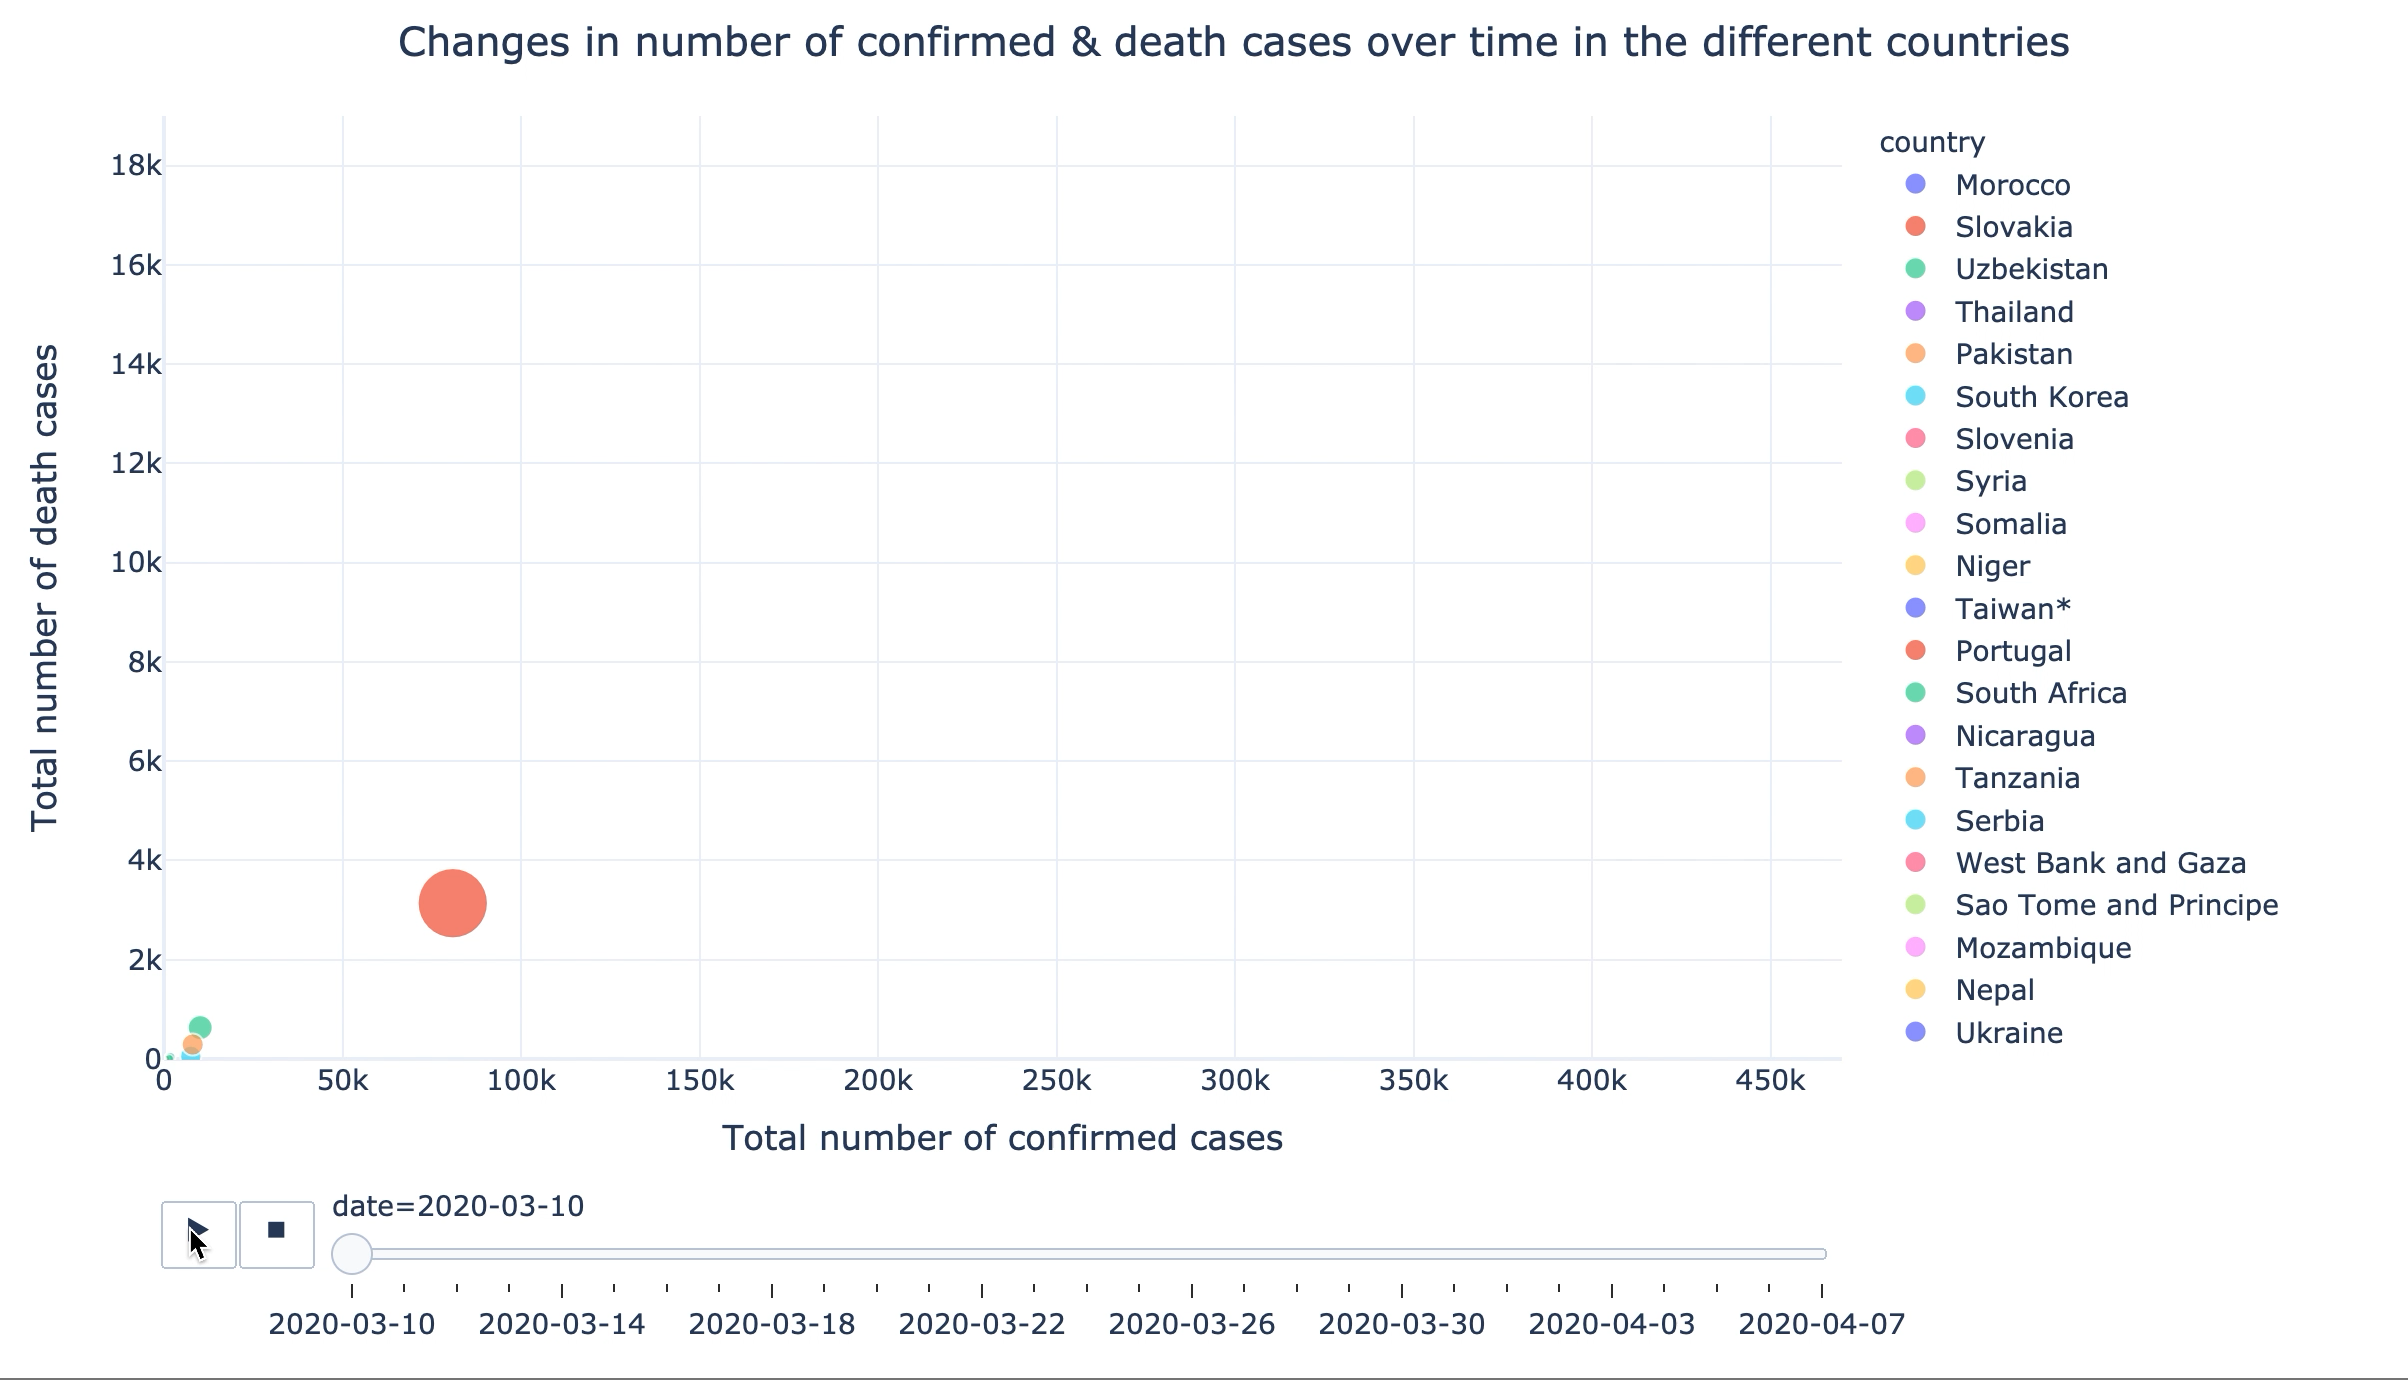 Changes in number of confirmed & death cases over time in the different countries
Total number of death cases
18k
16k
14k
12k
10k
8k
6k
4k
2k
0
0 50k 100k 150k 200k 250k 300k 350k 400k 450k
Total number of confirmed cases
country
Morocco
Slovakia
Uzbekistan
Thailand
Pakistan
South Korea
Slovenia
Syria
Somalia
Niger
Taiwan*
Portugal
South Africa
Nicaragua
Tanzania
Serbia
West Bank and Gaza
Sao Tome and Principe
Mozambique
Nepal
Ukraine
date=2020-03-10
2020-03-10 2020-03-14 2020-03-18 2020-03-22 2020-03-26 2020-03-30 2020-04-03 2020-04-07